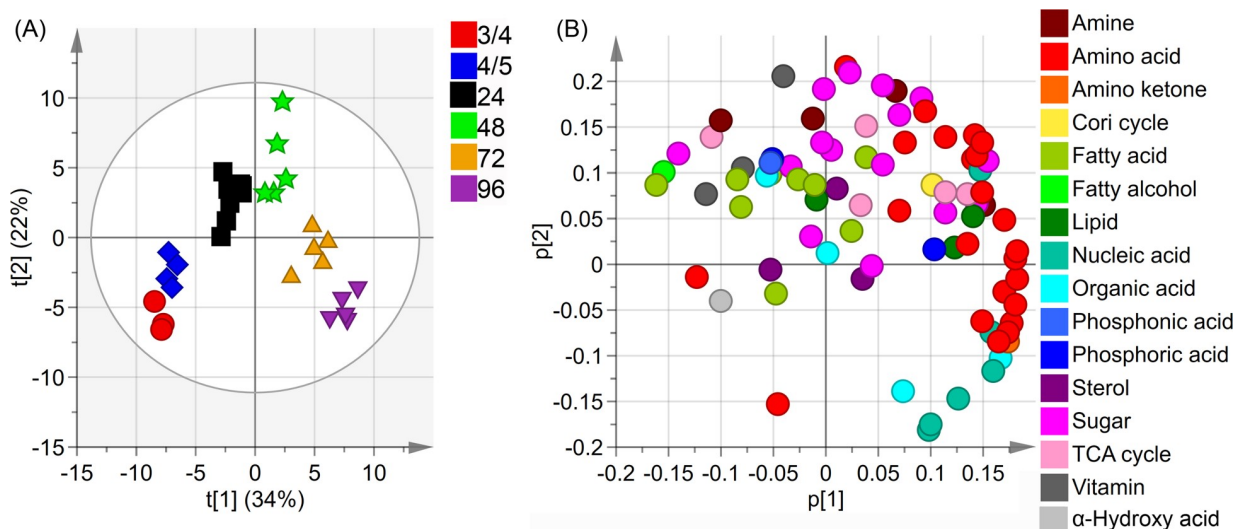 (A)
t[2] (22%)
10
5
0
-5
-10
-15
-15 -10 -5 0 5 10
t[1] (34%)
3/4
4/5
24
48
72
96
(B)
p[2]
0.2
0.15
0.1
0.05
0
-0.05
-0.1
-0.15
-0.2
-0.2 -0.15 -0.1 -0.05 0 0.05 0.1 0.15
p[1]
Amine
Amino acid
Amino ketone
Cori cycle
Fatty acid
Fatty alcohol
Lipid
Nucleic acid
Organic acid
Phosphonic acid
Phosphoric acid
Sterol
Sugar
TCA cycle
Vitamin
α-Hydroxy acid